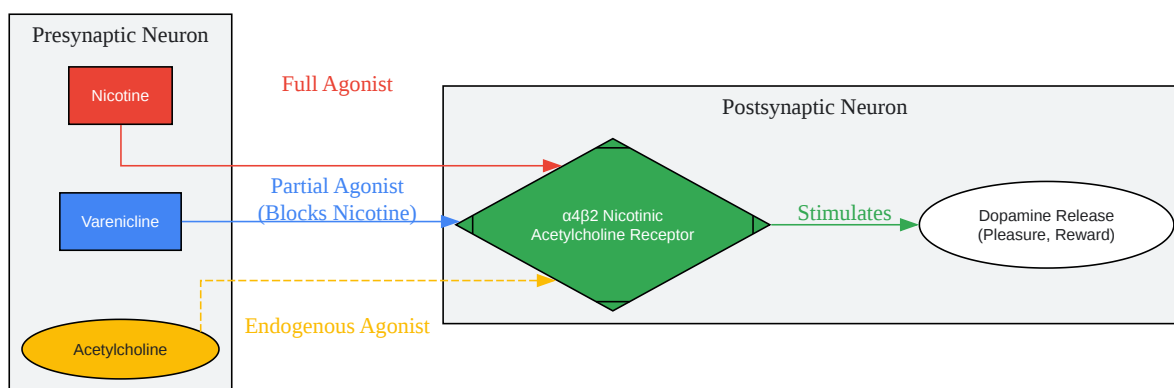 Presynaptic Neuron
Nicotine
Full Agonist
Postsynaptic Neuron
Varenicline
Partial Agonist
(Blocks Nicotine)
α4β2 Nicotinic
Acetylcholine Receptor
Stimulates
Dopamine Release
(Pleasure, Reward)
Endogenous Agonist
Acetylcholine